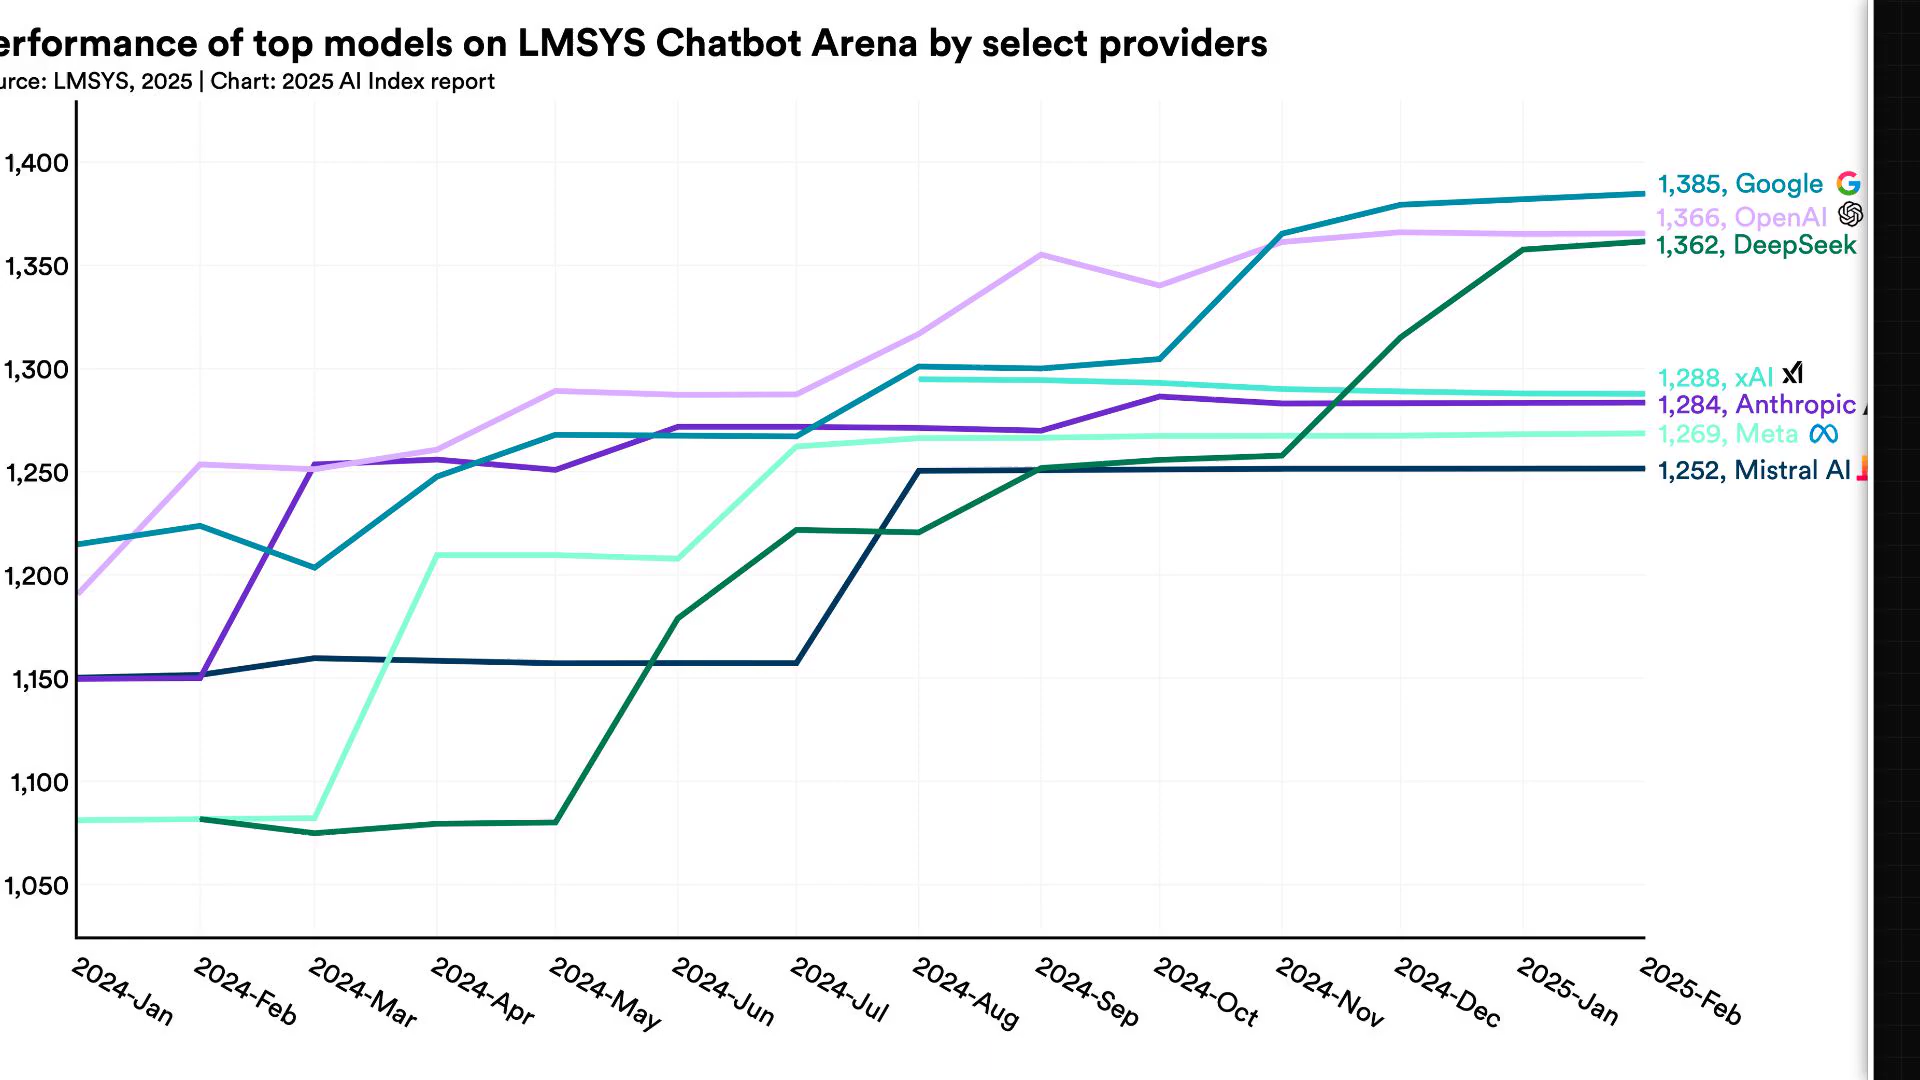 erformance of top models on LMSYS Chatbot Arena by select providers
urce: LMSYS, 2025 | Chart: 2025 AI Index report
1,400
1,350
1,300
1,250
1,200
1,150
1,100
1,050
1,385, Google
1,366, OpenAI
1,362, DeepSeek
1,288, xAI
1,284, Anthropic
1,269, Meta
1,252, Mistral AI
2024-Jan
2024-Feb
2024-Mar
2024-Apr
2024-May
2024-Jun
2024-Jul
2024-Aug
2024-Sep
2024-Oct
2024-Nov
2024-Dec
2025-Jan
2025-Feb